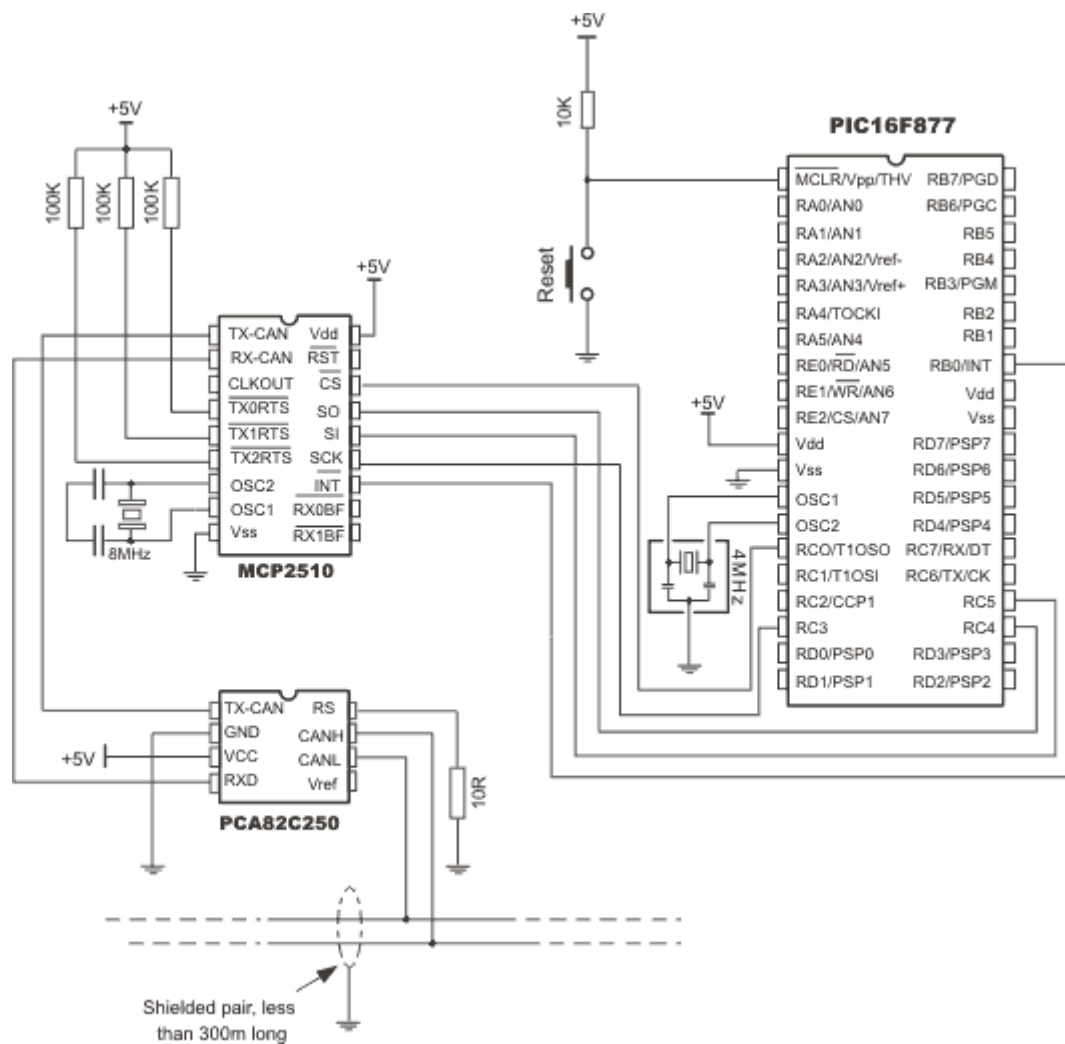 +5V
10K
Reset
+5V
100K
100K
100K
+5V
TX-CAN
RX-CAN
CLKOUT
TX0RTS
TX1RTS
TX2RTS
OSC2
OSC1
Vss
Vdd
RST
CS
SO
SI
SCK
INT
RX0BF
RX1BF
8MHz
MCP2510
PIC16F877
MCLR/Vpp/THV
RA0/AN0
RA1/AN1
RA2/AN2/Vref-
RA3/AN3/Vref+
RA4/TOCKI
RA5/AN4
RE0/RD/AN5
RE1/WR/AN6
RE2/CS/AN7
Vdd
Vss
OSC1
OSC2
RCO/T1OSO
RC1/T1OSI
RC2/CCP1
RC3
RD0/PSP0
RD1/PSP1
RB7/PGD
RB6/PGC
RB5
RB4
RB3/PGM
RB2
RB1
RB0/INT
Vdd
Vss
RD7/PSP7
RD6/PSP6
RD5/PSP5
RD4/PSP4
RC7/RX/DT
RC6/TX/CK
RC5
RC4
RD3/PSP3
RD2/PSP2
+5V
4MHz
TX-CAN
GND
VCC
RXD
RS
CANH
CANL
Vref
+5V
PCA82C250
10R
Shielded pair, less
than 300m long